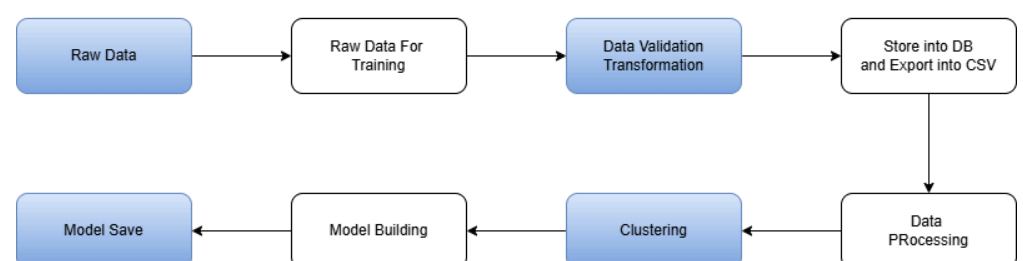 Raw Data
Raw Data For
Training
Data Validation
Transformation
Store into DB
and Export into CSV
Data
PRocessing
Clustering
Model Building
Model Save